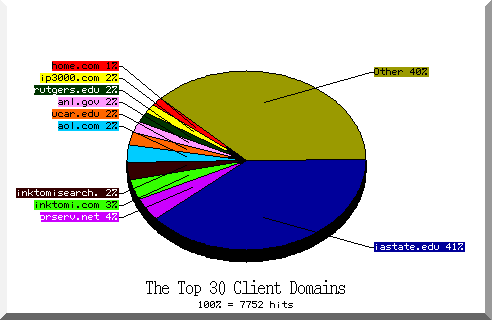 home.com 1%
Other 40%
ip3000.com 2%
rutgers.edu 2%
anl.gov 2%
ucar.edu 2%
aol.com 2%
inktomisearch. 2%
inktomi.com 3%
prserv.net 4%
iastate.edu 41%
The Top 30 Client Domains
100% = 7752 hits